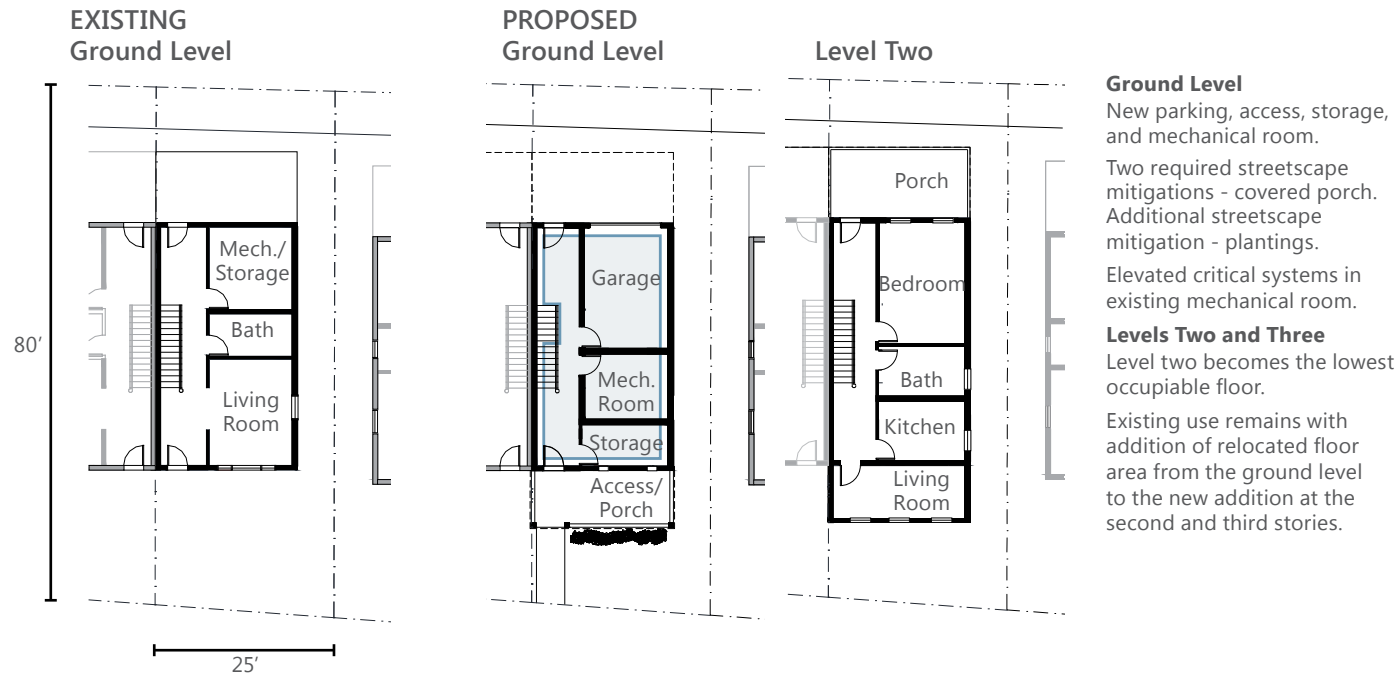 EXISTING
Ground Level
80’
Mech./
Storage
Bath
Living
Room
25’
PROPOSED
Ground Level
Garage
Mech.
Room
Storage
Access/
Porch
Level Two
Porch
Bedroom
Bath
Kitchen
Living
Room
Ground Level
New parking, access, storage,
and mechanical room.
Two required streetscape
mitigations - covered porch.
Additional streetscape
mitigation - plantings.
Elevated critical systems in
existing mechanical room.
Levels Two and Three
Level two becomes the lowest
occupiable floor.
Existing use remains with
addition of relocated floor
area from the ground level
to the new addition at the
second and third stories.